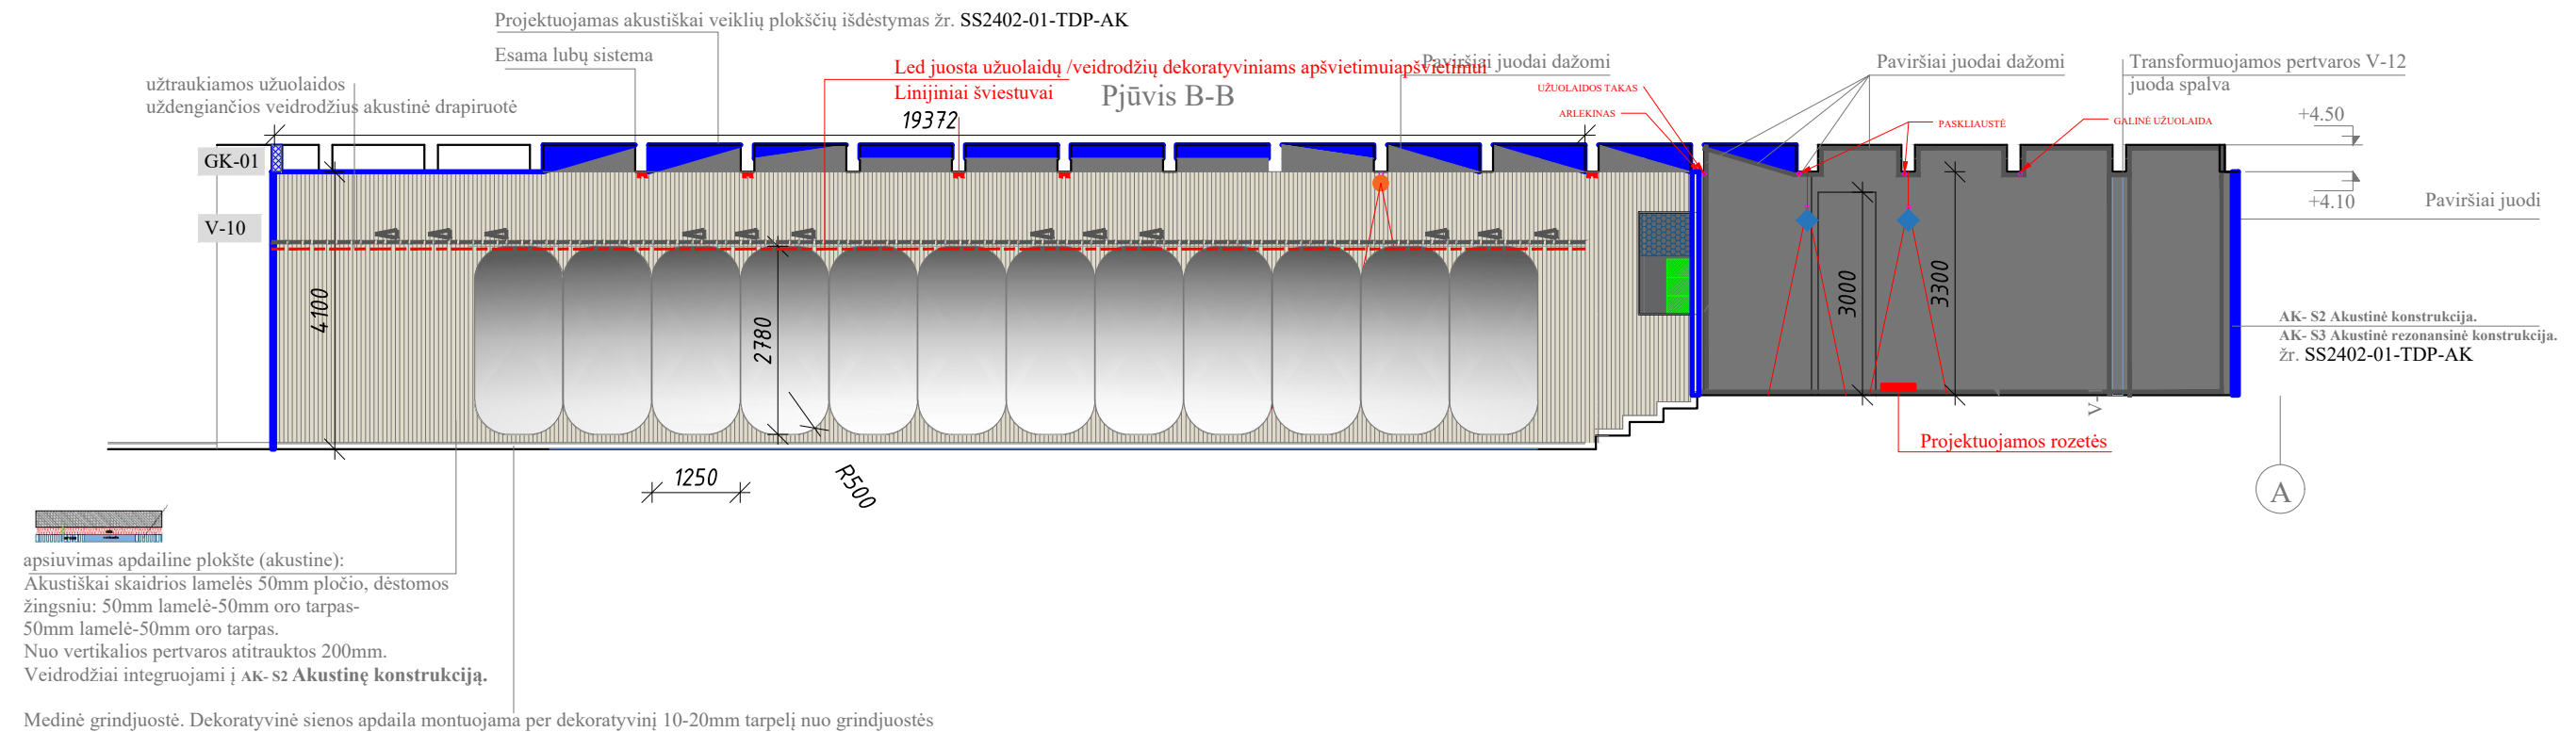 Projektuojamas akustiškai veiklių plokščių išdėstymas žr. SS2402-01-TDP-AK
Esama lubų sistema
užtraukiamos užuolaidos
uždengiančios veidrodžius akustinė drapiruotė
Led juosta užuolaidų /veidrodžių dekoratyviniams apšvietimuiapšvietimui
Linijiniai šviestuvai
Pjūvis B-B
Paviršiai juodai dažomi
UŽUOLAIDOS TAKAS
ARLEKINAS
Paviršiai juodai dažomi
PASKLIAUSTĖ
GALINĖ UŽUOLAIDA
Transformuojamos pertvaros V-12
juoda spalva
+4.50
+4.10
Paviršiai juodi
19372
GK-01
V-10
4100
2780
3000
3300
1250
R500
V-
AK- S2 Akustinė konstrukcija.
AK- S3 Akustinė rezonansinė konstrukcija.
žr. SS2402-01-TDP-AK
Projektuojamos rozetės
A
apsiuvimas apdailine plokšte (akustine):
Akustiškai skaidrios lamelės 50mm pločio, dėstomos
žingsniu: 50mm lamelė-50mm oro tarpas-
50mm lamelė-50mm oro tarpas.
Nuo vertikalios pertvaros atitrauktos 200mm.
Veidrodžiai integruojami į AK- S2 Akustinę konstrukciją.
Medinė grindjuostė. Dekoratyvinė sienos apdaila montuojama per dekoratyvinį 10-20mm tarpelį nuo grindjuostės